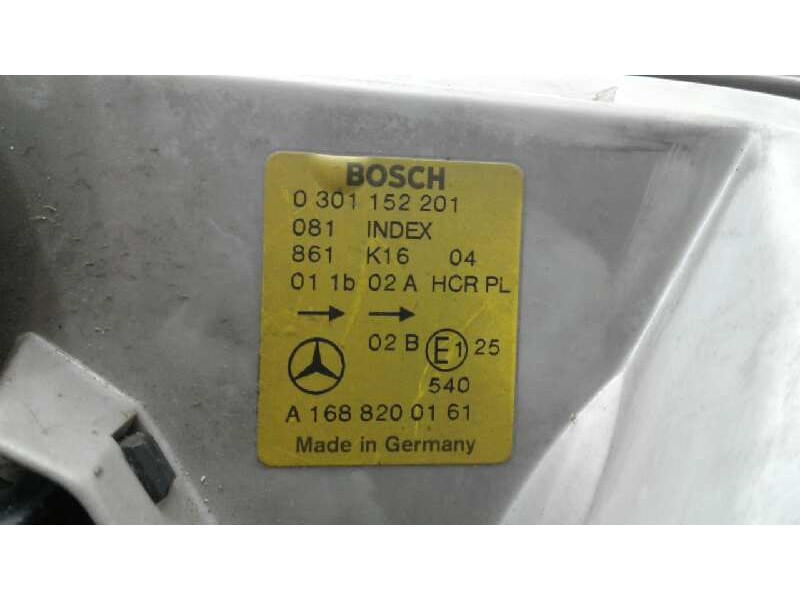 BOSCH
0 301 152 201
081 INDEX
861 K16 04
01 1b 02 A HCR PL
02 B E1 25
540
A 168 820 01 61
Made in Germany